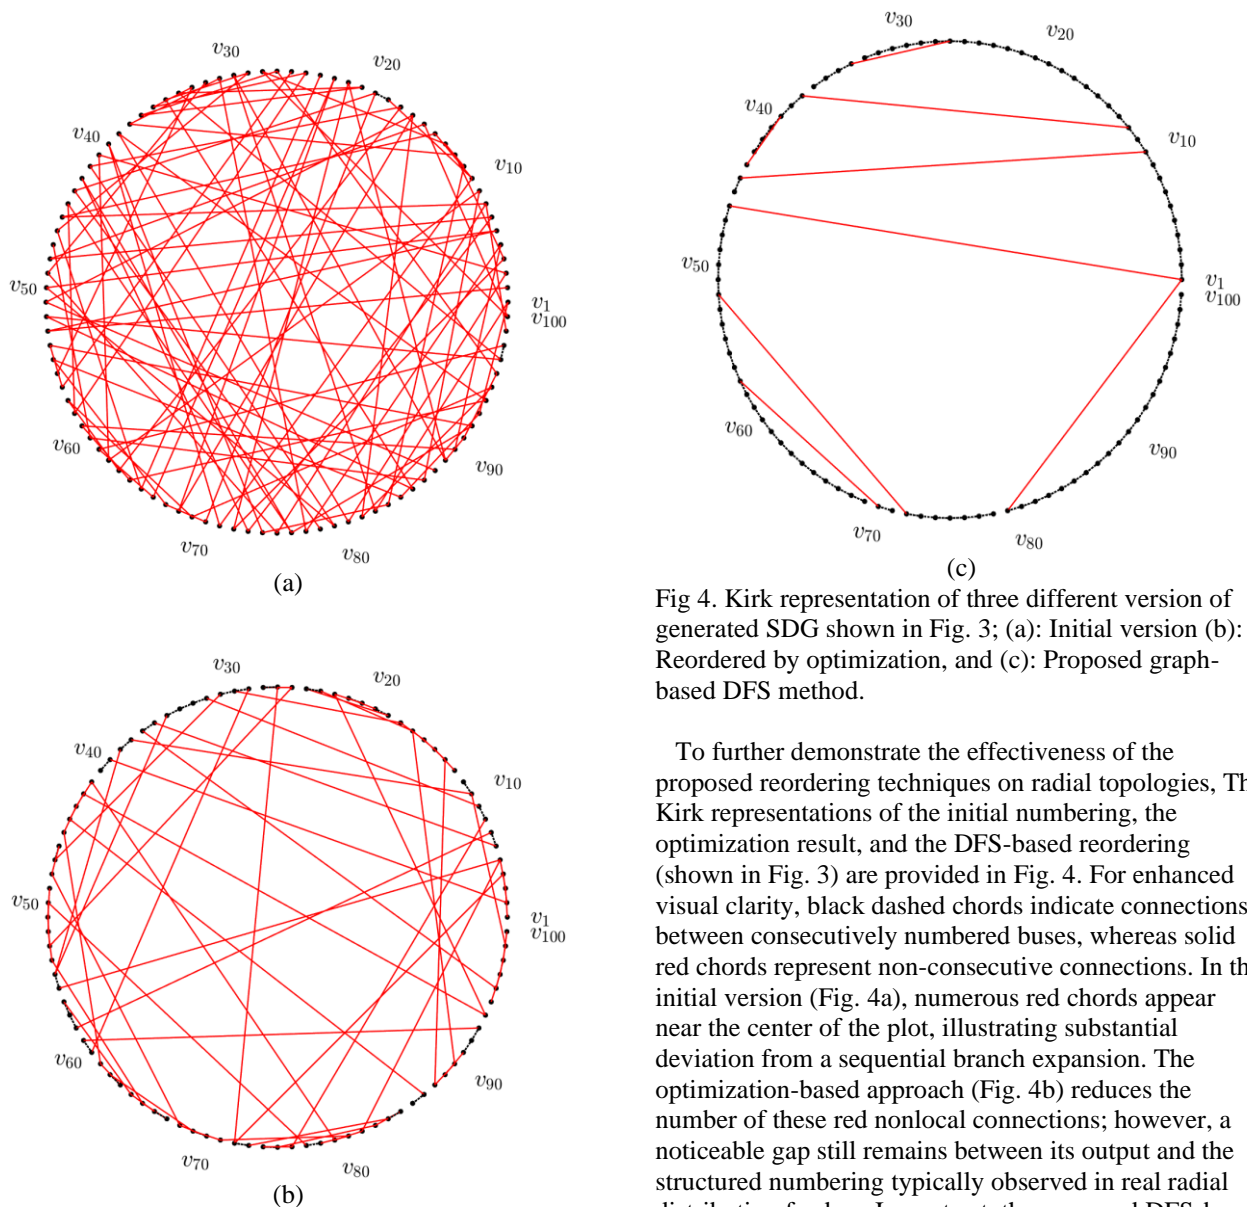 v30
v20
v40
v10
v50
v1
v100
v60
v90
v70
v80
(a)
v30
v20
v40
v10
v50
v1
v100
v60
v90
v70
v80
(b)
v30
v20
v40
v10
v50
v1
v100
v60
v90
v70
v80
(c)
Fig 4. Kirk representation of three different version of
generated SDG shown in Fig. 3; (a): Initial version (b):
Reordered by optimization, and (c): Proposed graph-
based DFS method.
To further demonstrate the effectiveness of the
proposed reordering techniques on radial topologies, Th
Kirk representations of the initial numbering, the
optimization result, and the DFS-based reordering
(shown in Fig. 3) are provided in Fig. 4. For enhanced
visual clarity, black dashed chords indicate connections
between consecutively numbered buses, whereas solid
red chords represent non-consecutive connections. In th
initial version (Fig. 4a), numerous red chords appear
near the center of the plot, illustrating substantial
deviation from a sequential branch expansion. The
optimization-based approach (Fig. 4b) reduces the
number of these red nonlocal connections; however, a
noticeable gap still remains between its output and the
structured numbering typically observed in real radial